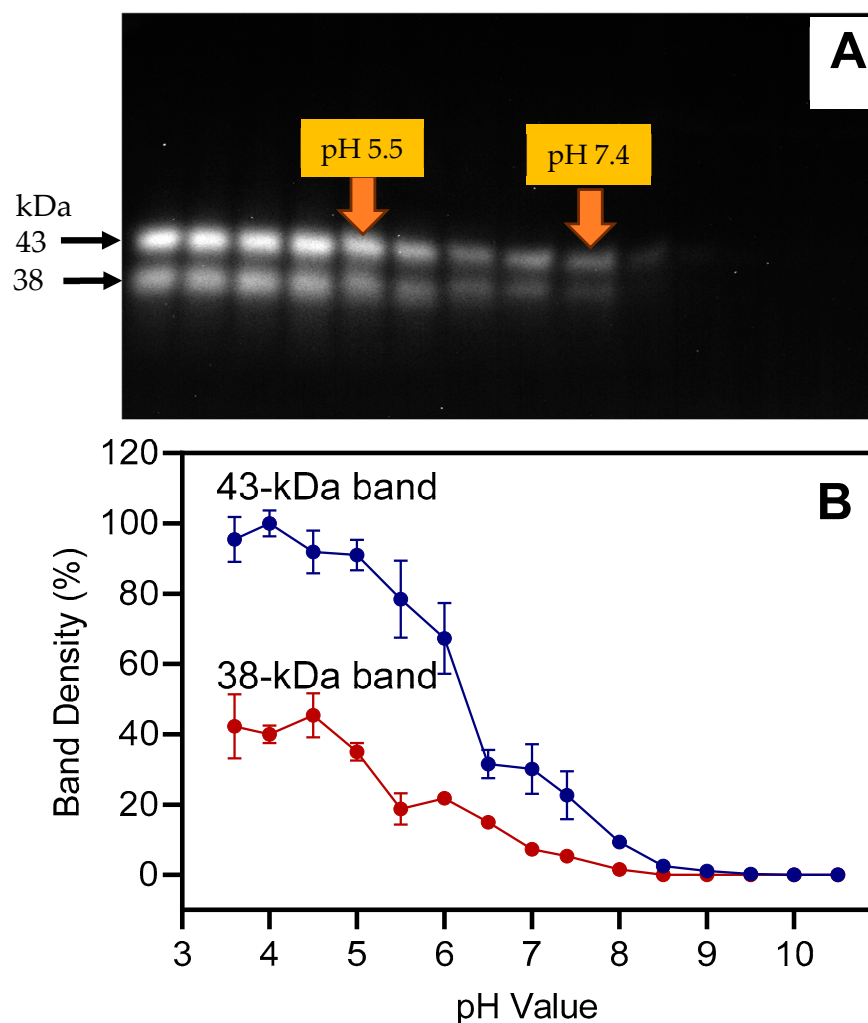 A
pH 5.5
pH 7.4
kDa
43
38
B
43-kDa band
38-kDa band
Band Density (%)
120
100
80
60
40
20
0
3 4 5 6 7 8 9 10
pH Value